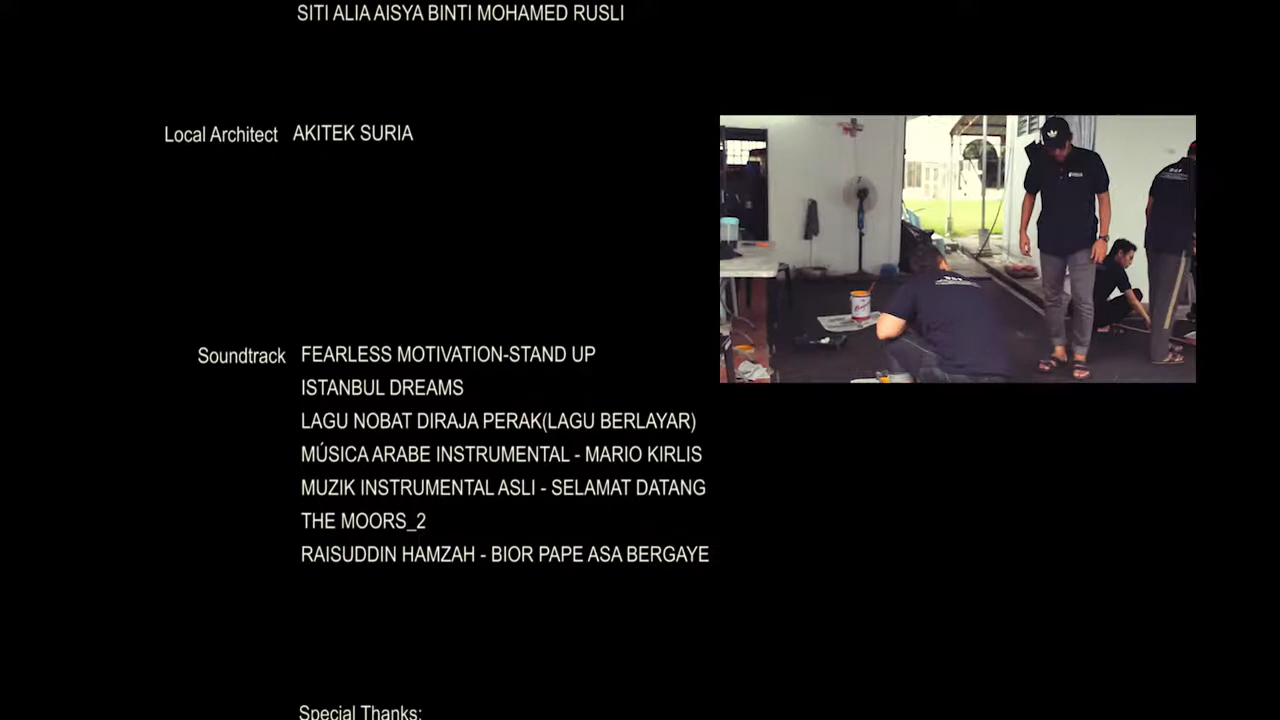 SITI ALIA AISYA BINTI MOHAMED RUSLI
Local Architect AKITEK SURIA
Soundtrack FEARLESS MOTIVATION-STAND UP
ISTANBUL DREAMS
LAGU NOBAT DIRAJA PERAK(LAGU BERLAYAR)
MÚSICA ARABE INSTRUMENTAL - MARIO KIRLIS
MUZIK INSTRUMENTAL ASLI - SELAMAT DATANG
THE MOORS_2
RAISUDDIN HAMZAH - BIOR PAPE ASA BERGAYE
Special Thanks: